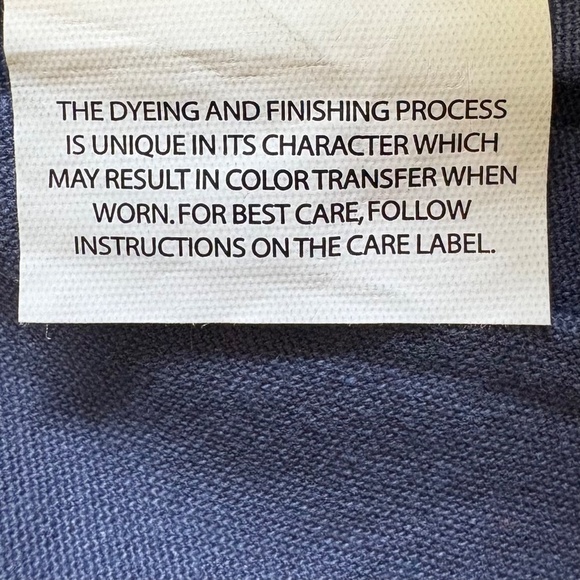 THE DYEING AND FINISHING PROCESS
IS UNIQUE IN ITS CHARACTER WHICH
MAY RESULT IN COLOR TRANSFER WHEN
WORN. FOR BEST CARE, FOLLOW
INSTRUCTIONS ON THE CARE LABEL.